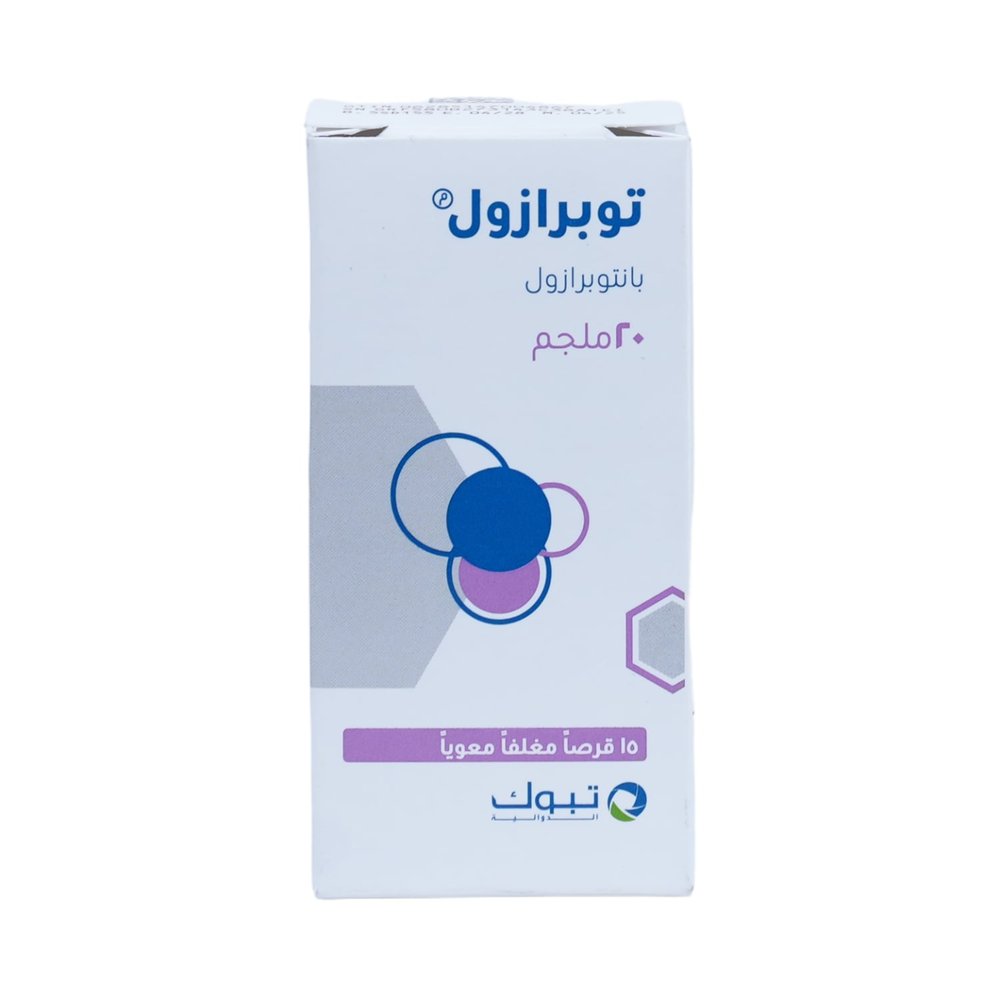 توبرازول
بانتوبرازول
٢٠ملجم
١٥ قرصاً مغلفاً معوياً
تبوك
الدوائية